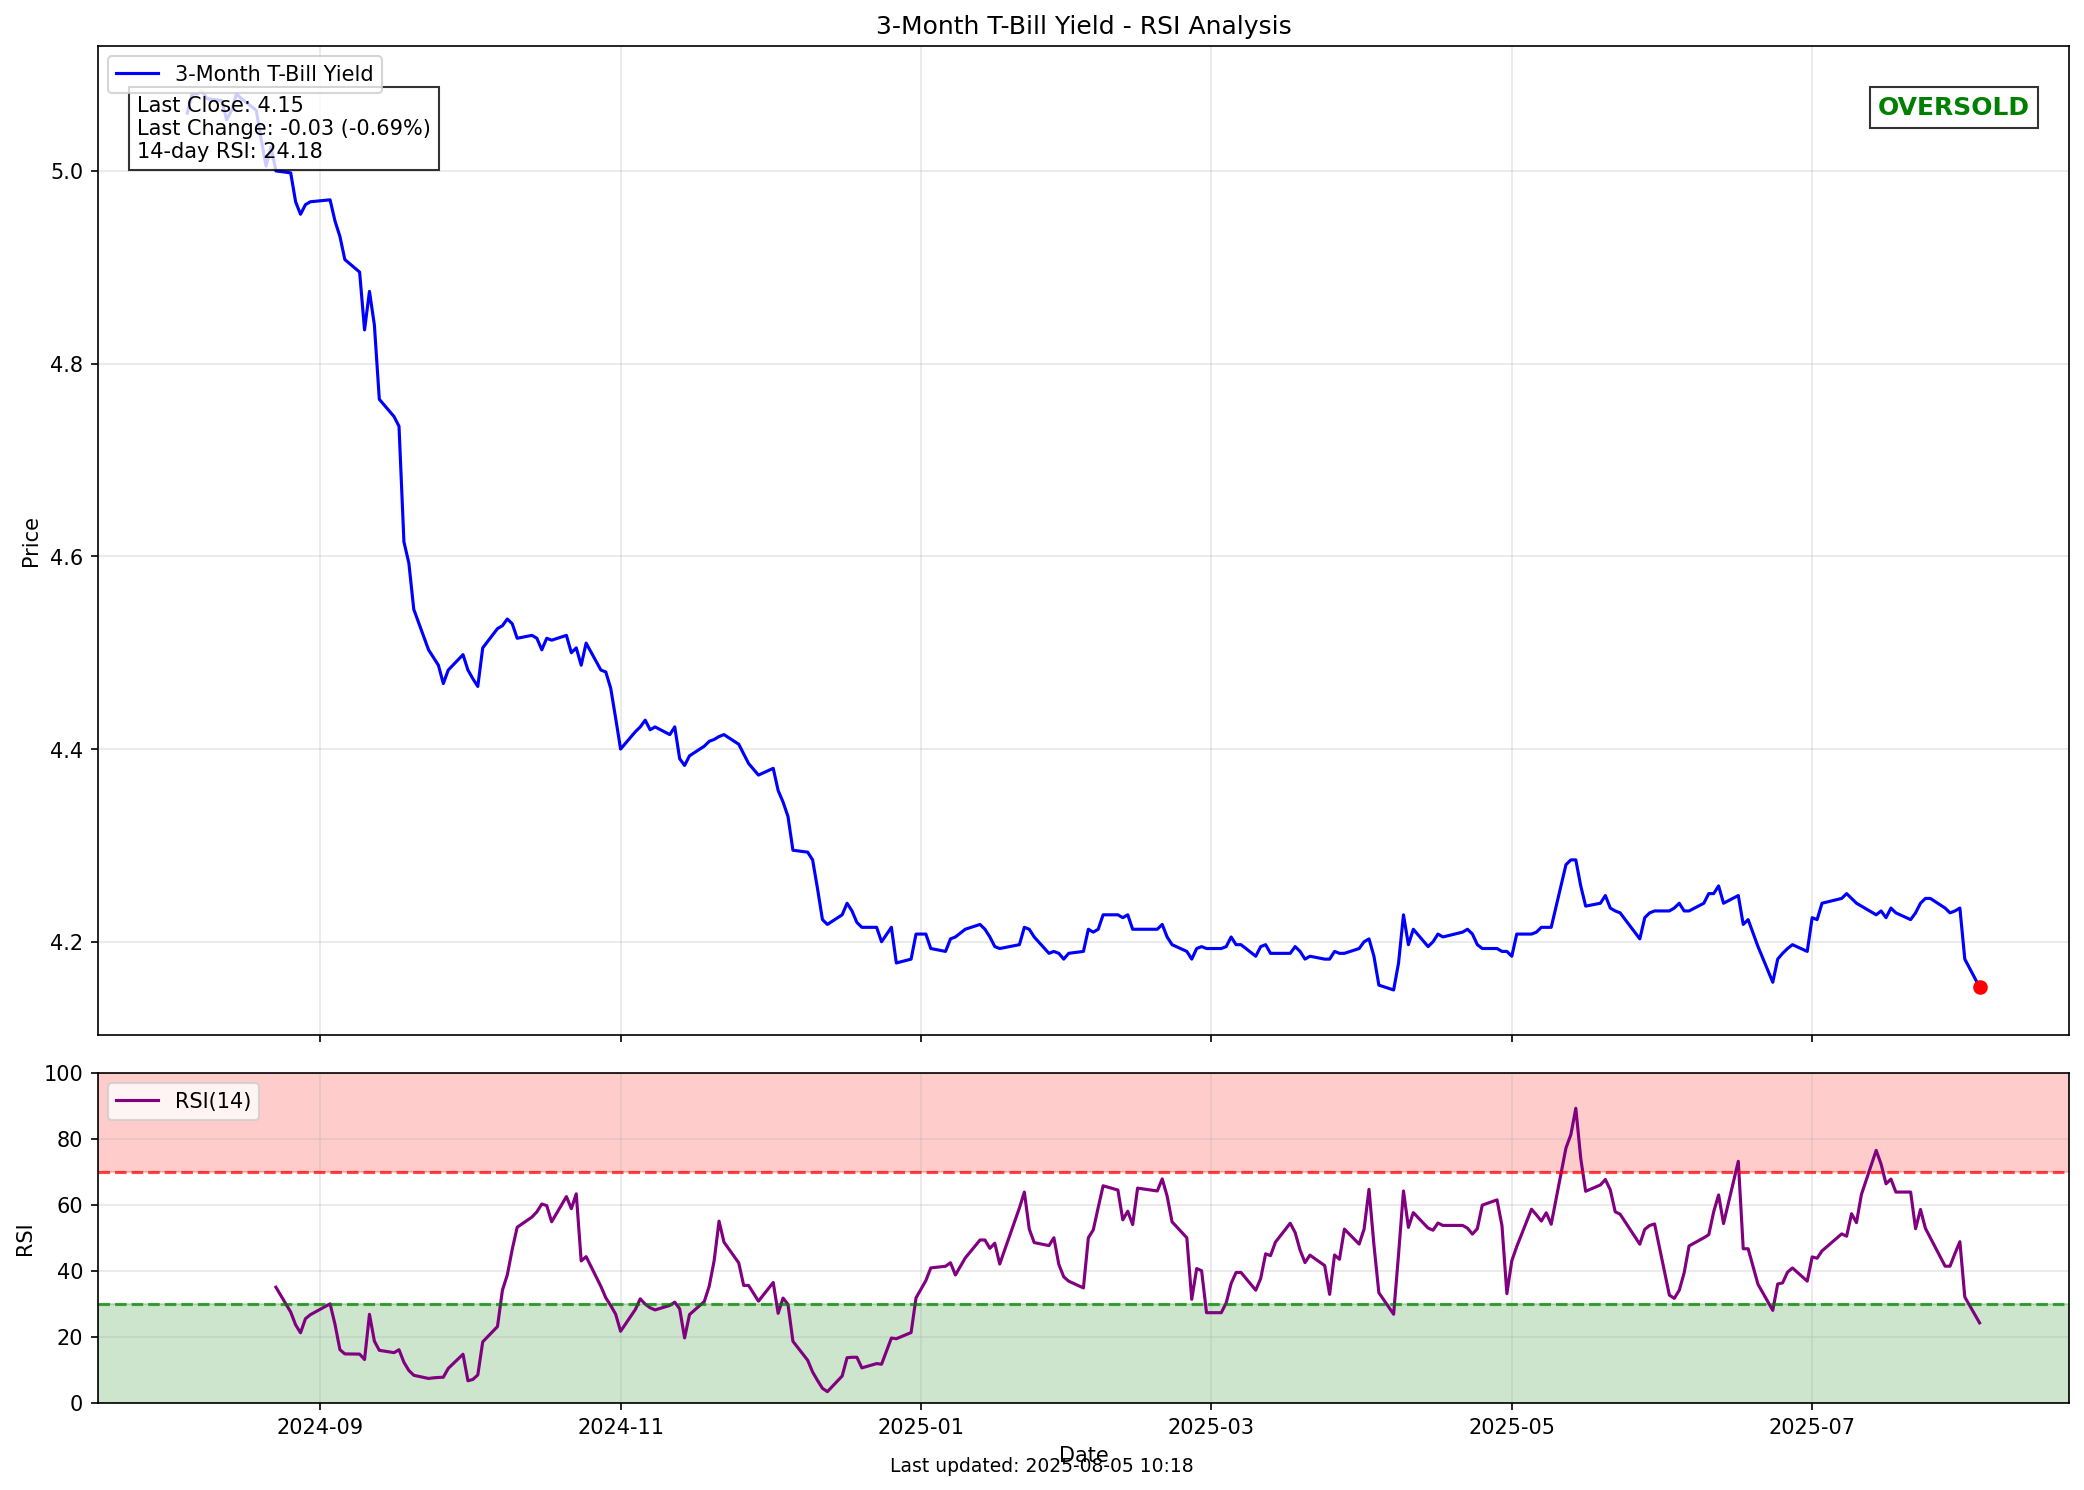 3-Month T-Bill Yield - RSI Analysis
3-Month T-Bill Yield
Last Close: 4.15
Last Change: -0.03 (-0.69%)
14-day RSI: 24.18
OVERSOLD
Price
5.0
4.8
4.6
4.4
4.2
RSI(14)
RSI
100
80
60
40
20
0
2024-09
2024-11
2025-01
2025-03
2025-05
2025-07
Date
Last updated: 2025-08-05 10:18